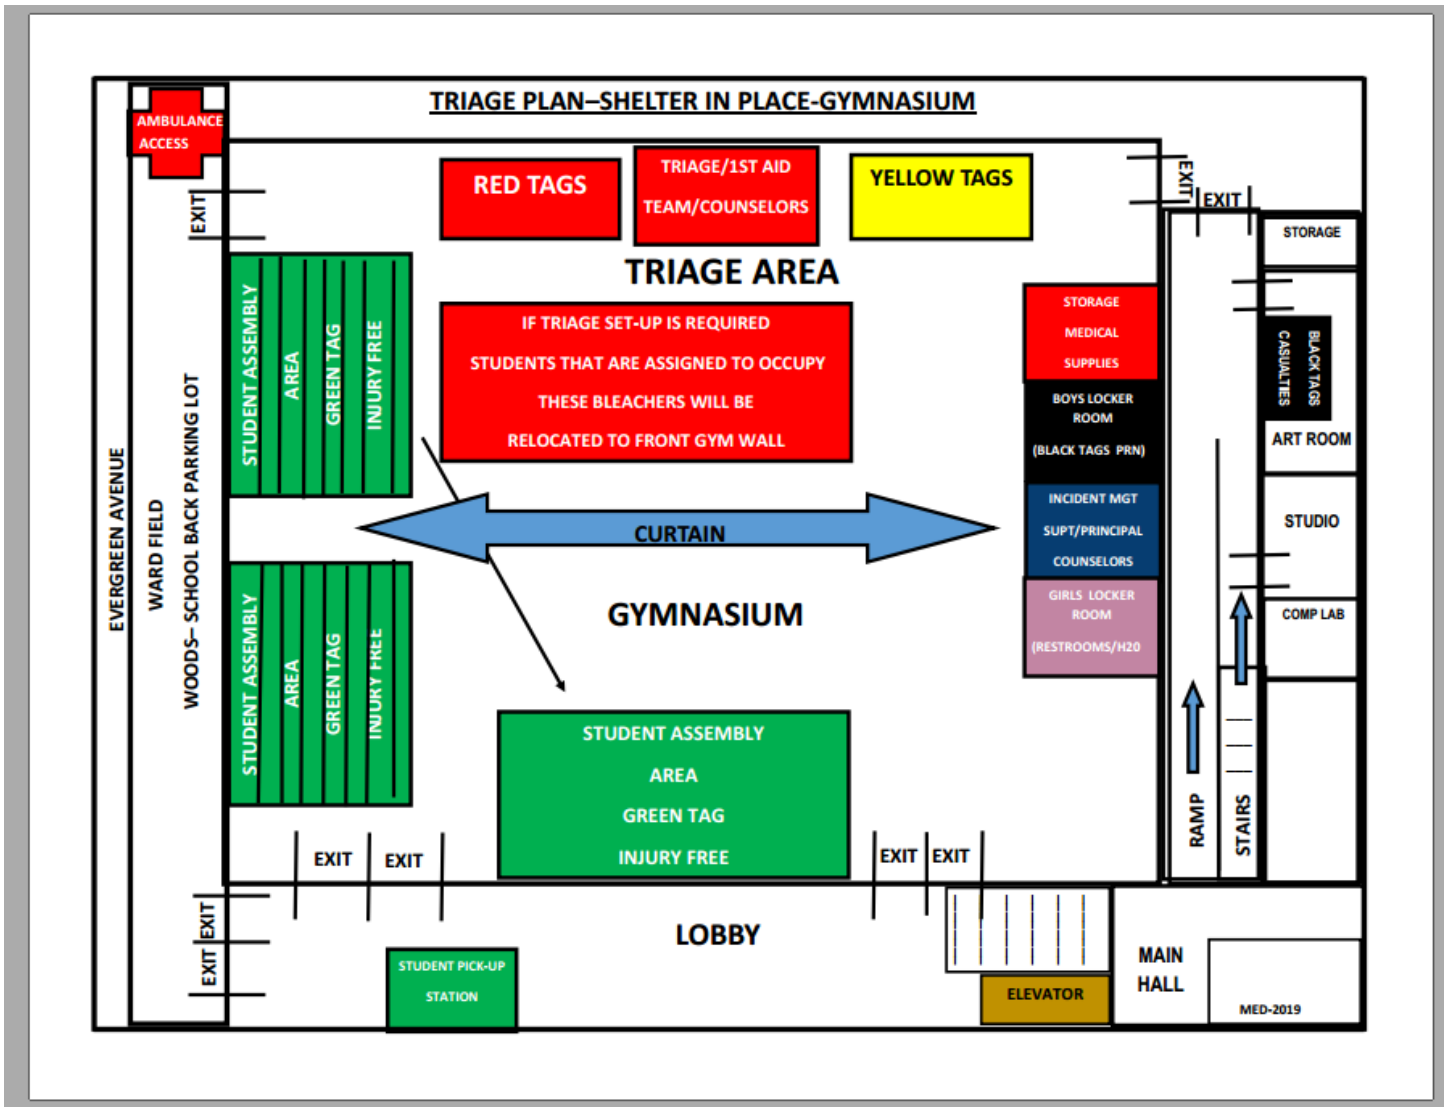 TRIAGE PLAN–SHELTER IN PLACE-GYMNASIUM
AMBULANCE
ACCESS
EXIT
RED TAGS
TRIAGE/1ST AID
TEAM/COUNSELORS
YELLOW TAGS
EXIT
EXIT
STORAGE
TRIAGE AREA
STUDENT ASSEMBLY
AREA
GREEN TAG
INJURY FREE
IF TRIAGE SET-UP IS REQUIRED
STUDENTS THAT ARE ASSIGNED TO OCCUPY
THESE BLEACHERS WILL BE
RELOCATED TO FRONT GYM WALL
STORAGE
MEDICAL
SUPPLIES
BOYS LOCKER
ROOM
(BLACK TAGS PRN)
BLACK TAGS
CASUALTIES
ART ROOM
EVERGREEN AVENUE
WARD FIELD
WOODS– SCHOOL BACK PARKING LOT
CURTAIN
INCIDENT MGT
SUPT/PRINCIPAL
COUNSELORS
STUDIO
GIRLS LOCKER
ROOM
(RESTROOMS/H20
COMP LAB
GYMNASIUM
STUDENT ASSEMBLY
AREA
GREEN TAG
INJURY FREE
STUDENT ASSEMBLY
AREA
GREEN TAG
INJURY FREE
RAMP
STAIRS
EXIT
EXIT
EXIT
EXIT
EXIT
EXIT
LOBBY
STUDENT PICK-UP
STATION
ELEVATOR
MAIN
HALL
MED-2019